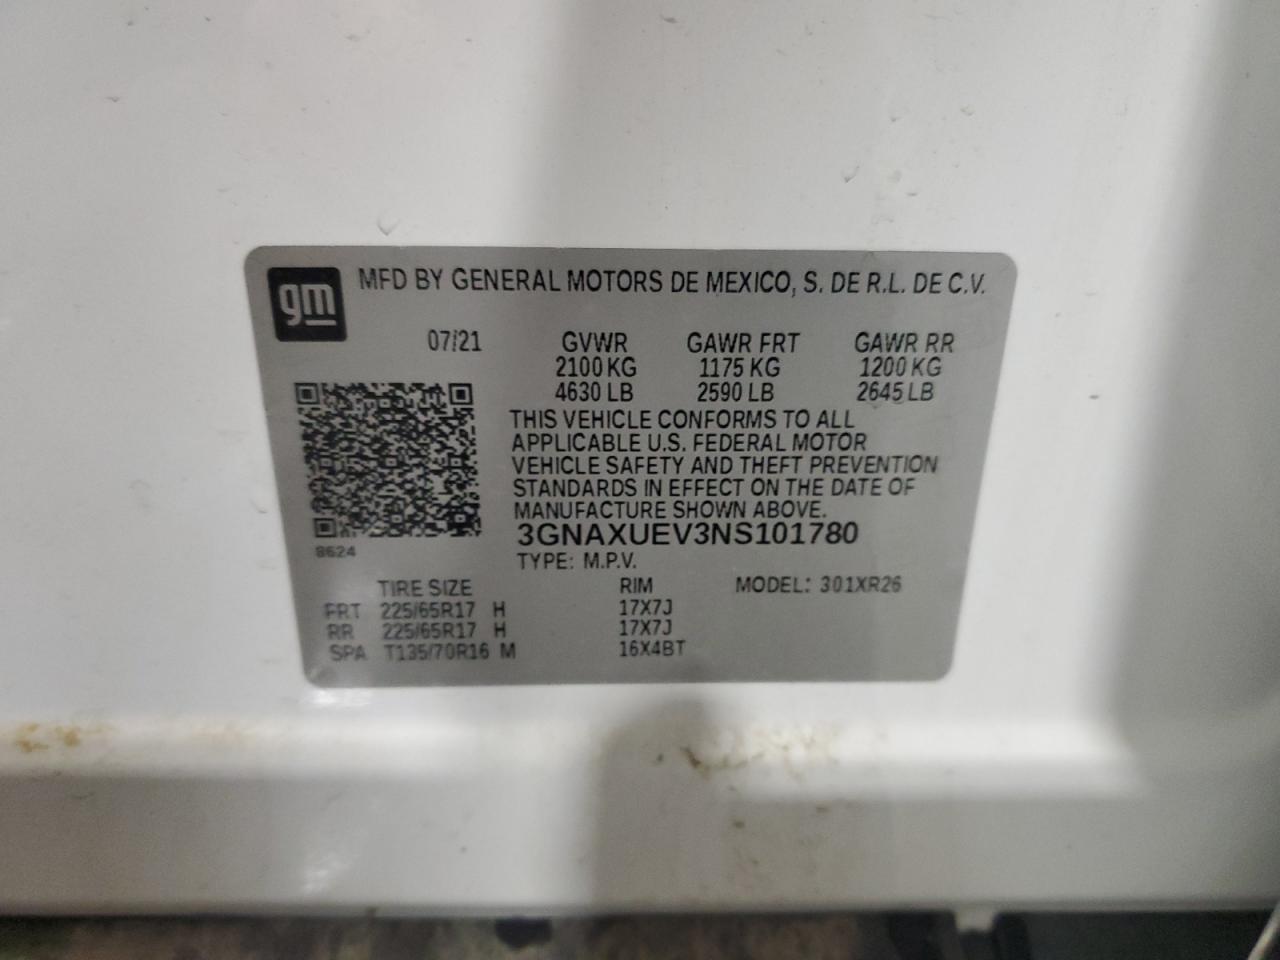 gm MFD BY GENERAL MOTORS DE MEXICO, S. DE R.L. DE C.V.
07/21 GVWR GAWR FRT GAWR RR
2100 KG 1175 KG 1200 KG
4630 LB 2590 LB 2645 LB
THIS VEHICLE CONFORMS TO ALL
APPLICABLE U.S. FEDERAL MOTOR
VEHICLE SAFETY AND THEFT PREVENTION
STANDARDS IN EFFECT ON THE DATE OF
MANUFACTURE SHOWN ABOVE.
3GNAXUEV3NS101780
8624
TYPE: M.P.V.
TIRE SIZE RIM MODEL: 301XR26
FRT 225/65R17 H 17X7J
RR 225/65R17 H 17X7J
SPA T135/70R16 M 16X4BT